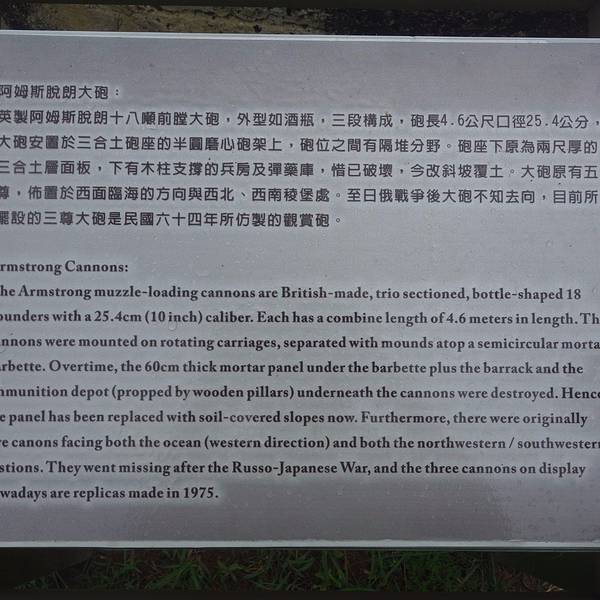 阿姆斯脫朗大砲：
英製阿姆斯脫朗十八噸前膛大砲，外型如酒瓶，三段構成，砲長4.6公尺口徑25.4公分，
大砲安置於三合土砲座的半圓磨心砲架上，砲位之間有隔堆分野。砲座下原為兩尺厚的
三合土層面板，下有木柱支撐的兵房及彈藥庫，惜已破壞，今改斜坡覆土。大砲原有五
尊，佈置於西面臨海的方向與西北、西南稜堡處。至日俄戰爭後大砲不知去向，目前所
擺設的三尊大砲是民國六十四年所仿製的觀賞砲。
rmstrong Cannons:
he Armstrong muzzle-loading cannons are British-made, trio sectioned, bottle-shaped 18
ounders with a 25.4cm (10 inch) caliber. Each has a combine length of 4.6 meters in length. Th
annons were mounted on rotating carriages, separated with mounds atop a semicircular morta
arbette. Overtime, the 60cm thick mortar panel under the barbette plus the barrack and the
mmunition depot (propped by wooden pillars) underneath the cannons were destroyed. Henc
e panel has been replaced with soil-covered slopes now. Furthermore, there were originally
ve canons facing both the ocean (western direction) and both the northwestern / southwestern
stions. They went missing after the Russo-Japanese War, and the three cannons on display
wadays are replicas made in 1975.